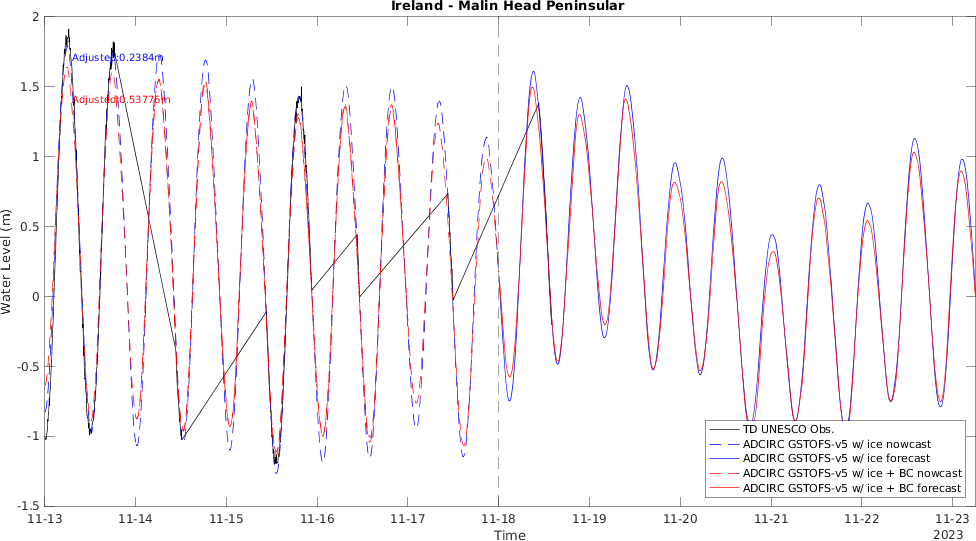 Ireland - Malin Head Peninsular
Adjusted:0.2384m
Adjusted:0.53776m
Water Level (m)
2
1.5
1
0.5
0
-0.5
-1
-1.5
11-13 11-14 11-15 11-16 11-17 11-18 11-19 11-20 11-21 11-22 11-23
2023
Time
TD UNESCO Obs.
ADCIRC GSTOFS-v5 w/ ice nowcast
ADCIRC GSTOFS-v5 w/ ice forecast
ADCIRC GSTOFS-v5 w/ ice + BC nowcast
ADCIRC GSTOFS-v5 w/ ice + BC forecast